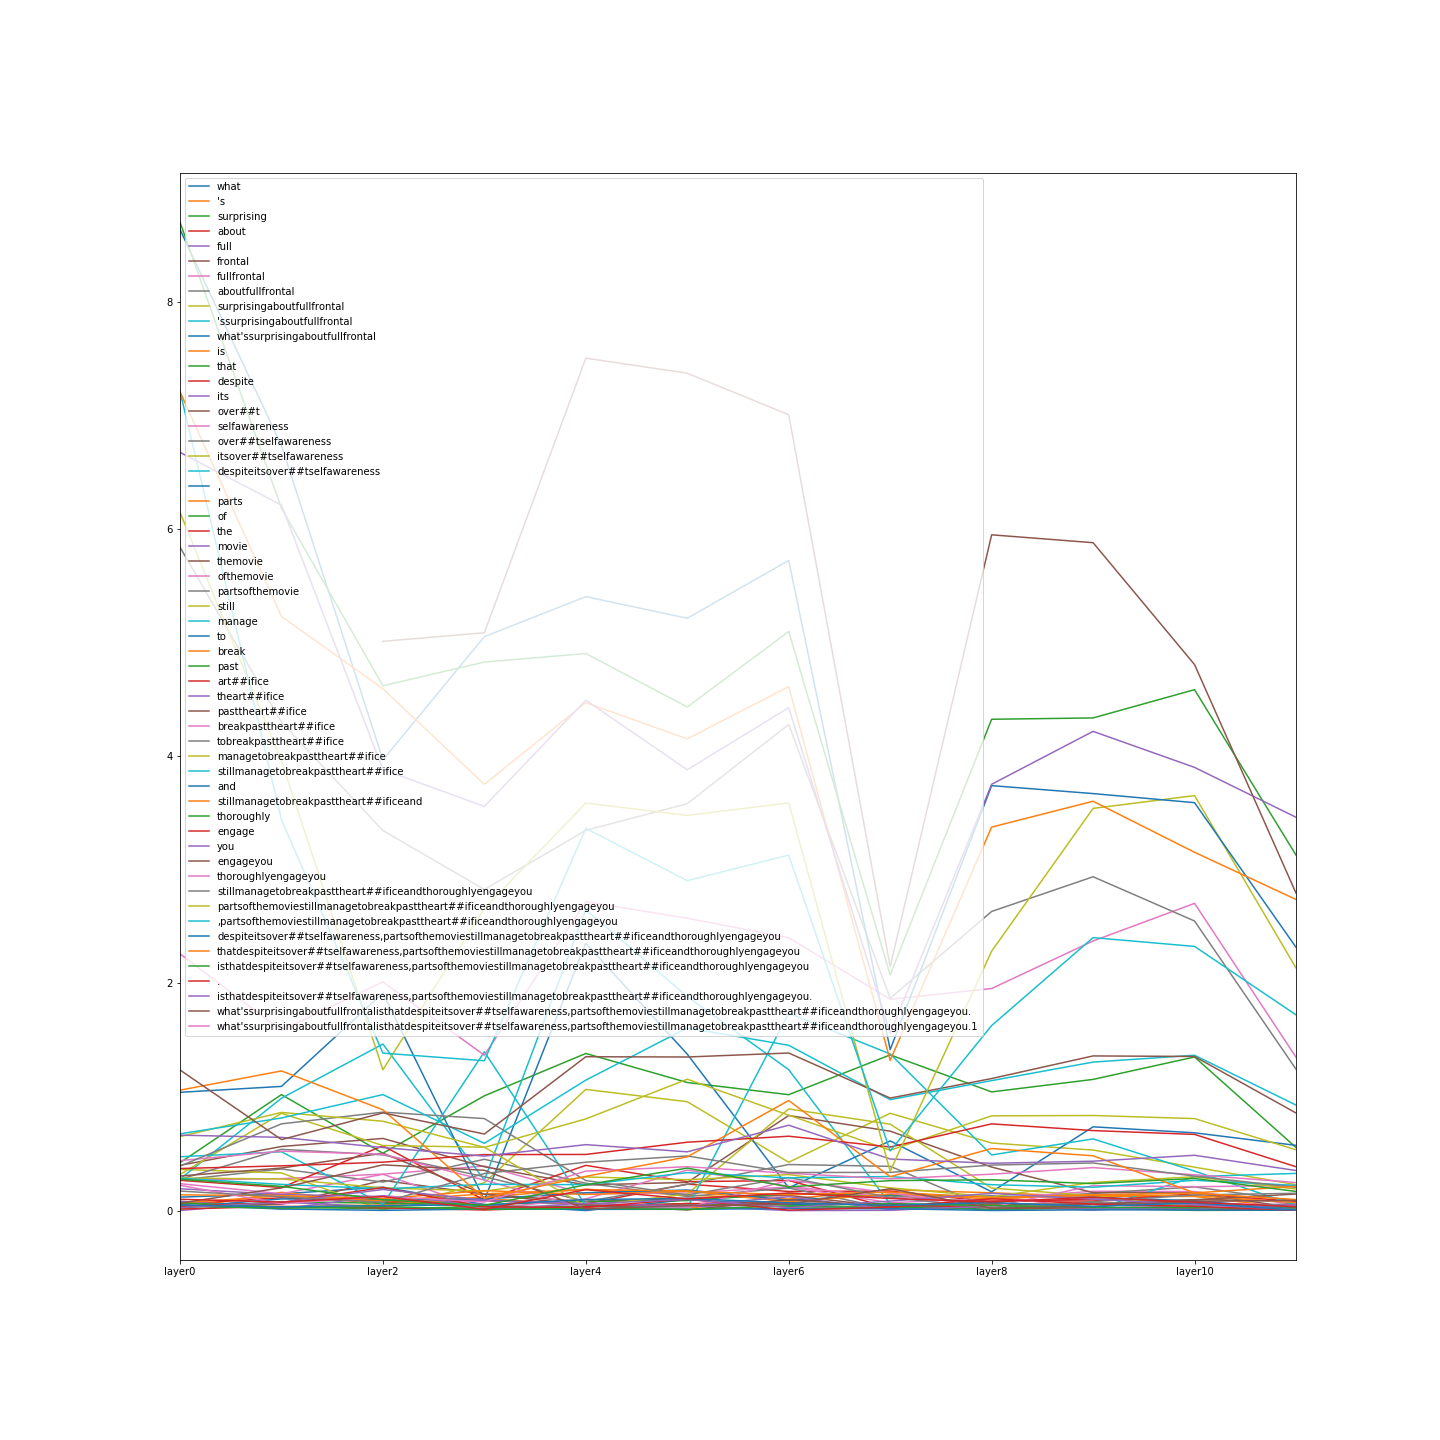 what
's
surprising
about
full
frontal
fullfrontal
aboutfullfrontal
surprisingaboutfullfrontal
'ssurprisingaboutfullfrontal
what'ssurprisingaboutfullfrontal
is
that
despite
its
over##t
selfawareness
over##tselfawareness
itsover##tselfawareness
despiteitsover##tselfawareness
,
parts
of
the
movie
themovie
ofthemovie
partsofthemovie
still
manage
to
break
past
art##ifice
theart##ifice
pasttheart##ifice
breakpasttheart##ifice
tobreakpasttheart##ifice
managetobreakpasttheart##ifice
stillmanagetobreakpasttheart##ifice
and
stillmanagetobreakpasttheart##ificeand
thoroughly
engage
you
engageyou
thoroughlyengageyou
stillmanagetobreakpasttheart##ificeandthoroughlyengageyou
partsofthemoviestillmanagetobreakpasttheart##ificeandthoroughlyengageyou
,partsofthemoviestillmanagetobreakpasttheart##ificeandthoroughlyengageyou
despiteitsover##tselfawareness,partsofthemoviestillmanagetobreakpasttheart##ificeandthoroughlyengageyou
thatdespiteitsover##tselfawareness,partsofthemoviestillmanagetobreakpasttheart##ificeandthoroughlyengageyou
isthatdespiteitsover##tselfawareness,partsofthemoviestillmanagetobreakpasttheart##ificeandthoroughlyengageyou
.
isthatdespiteitsover##tselfawareness,partsofthemoviestillmanagetobreakpasttheart##ificeandthoroughlyengageyou.
what'ssurprisingaboutfullfrontalisthatdespiteitsover##tselfawareness,partsofthemoviestillmanagetobreakpasttheart##ificeandthoroughlyengageyou.
what'ssurprisingaboutfullfrontalisthatdespiteitsover##tselfawareness,partsofthemoviestillmanagetobreakpasttheart##ificeandthoroughlyengageyou.1
8
6
4
2
0
layer0 layer2 layer4 layer6 layer8 layer10